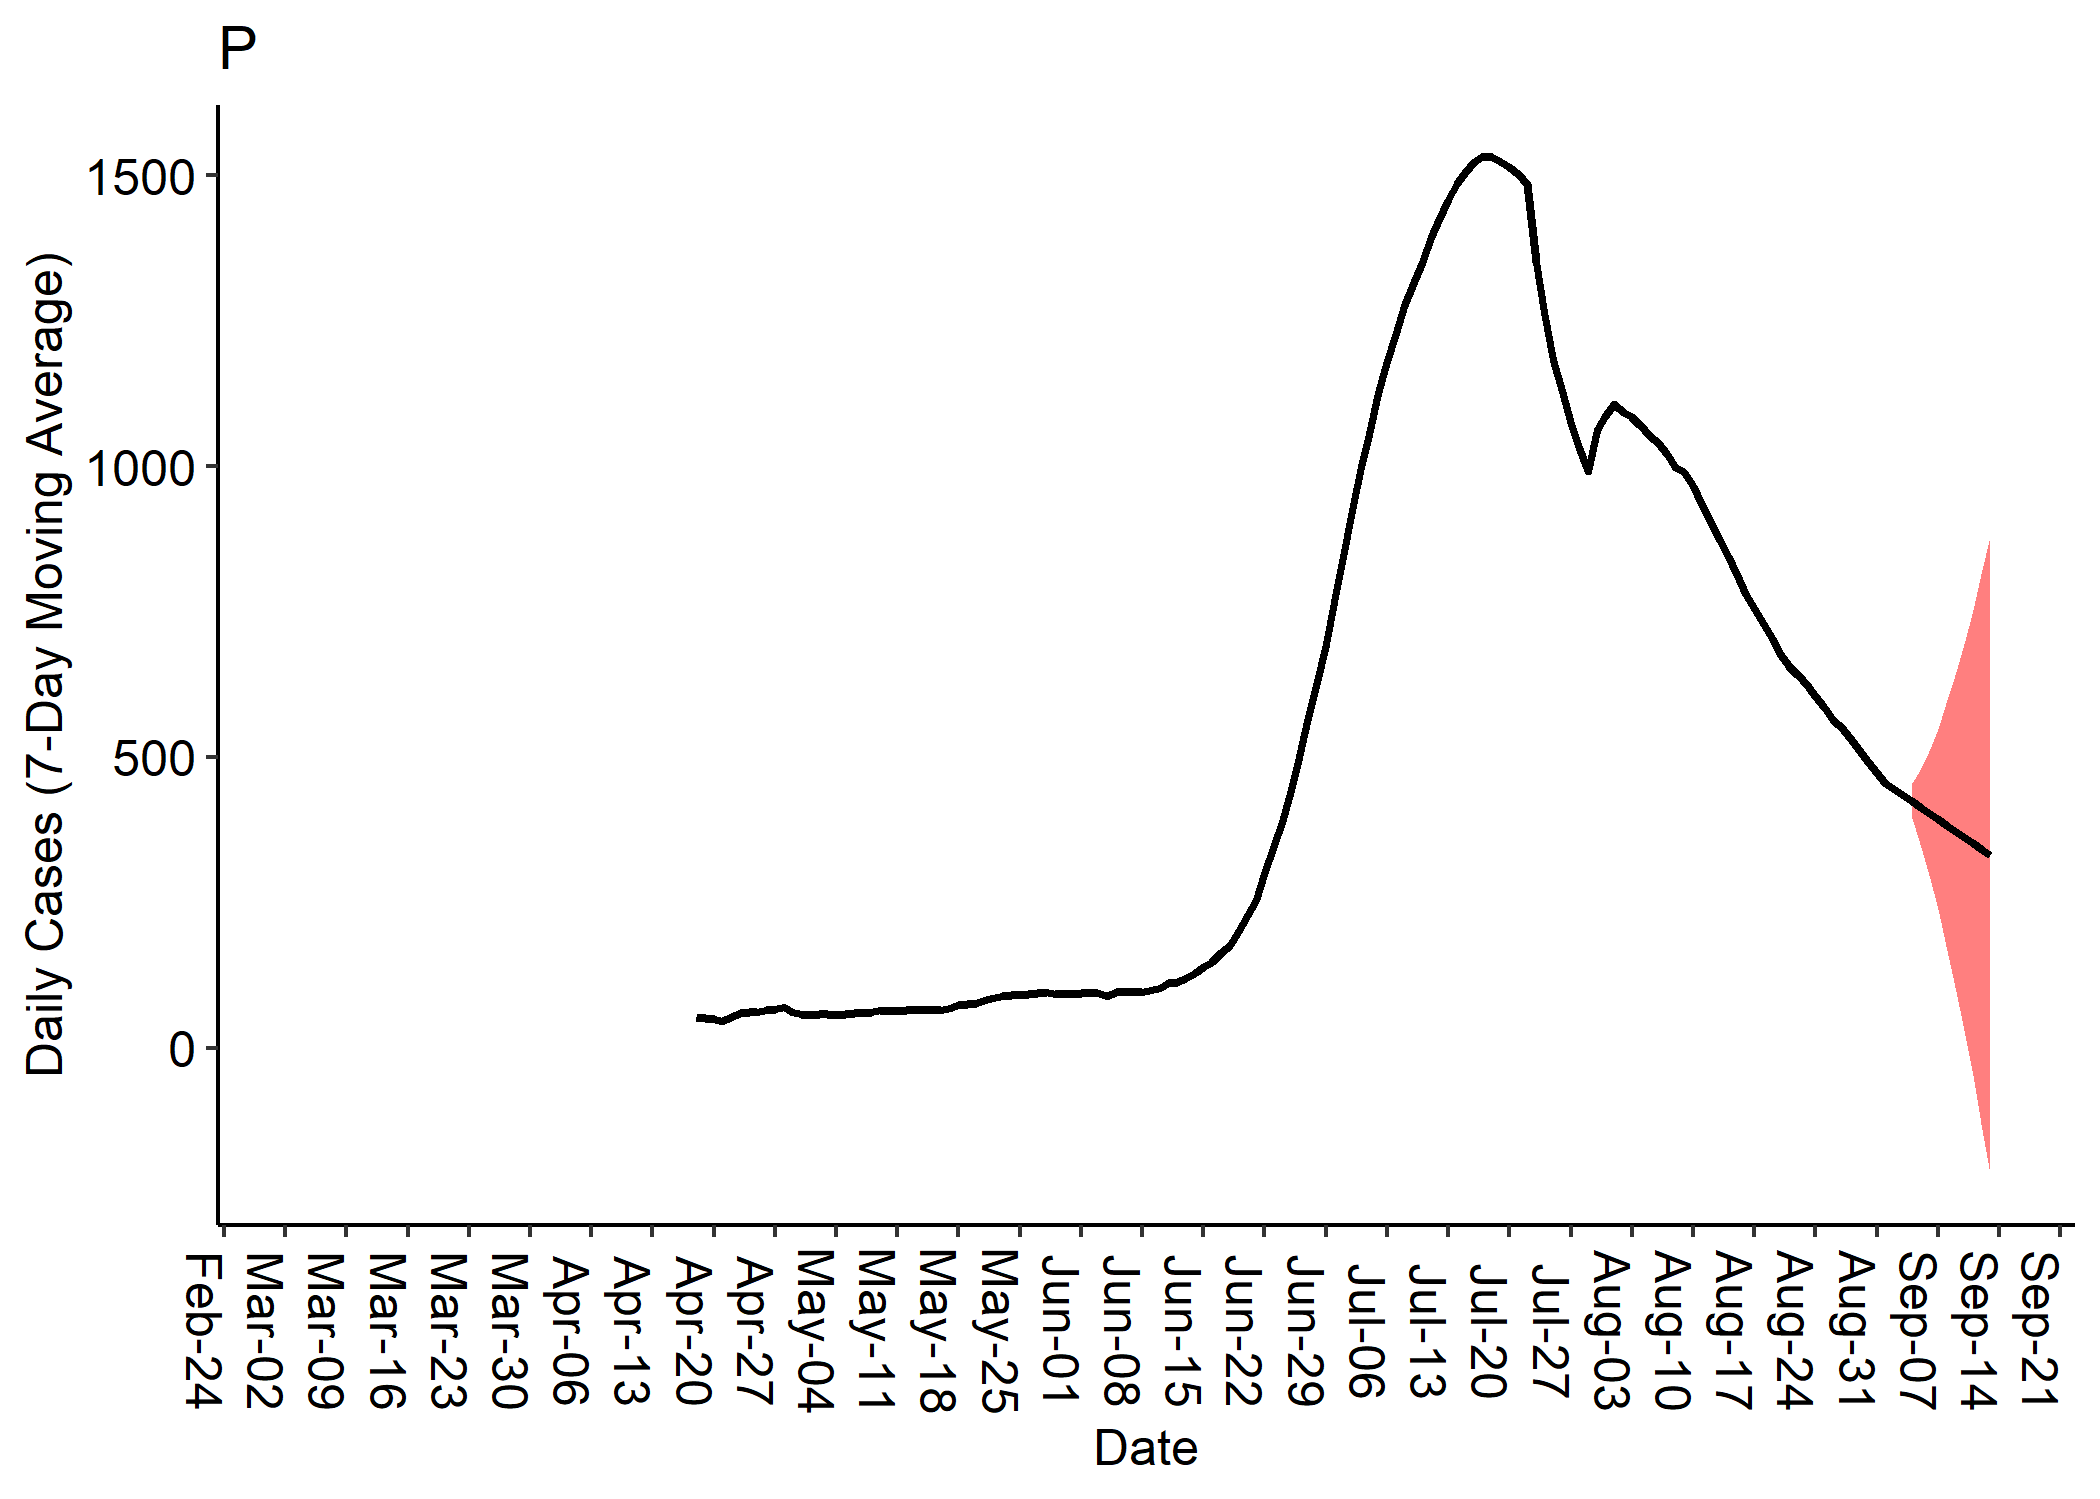 P
Daily Cases (7-Day Moving Average)
1500
1000
500
0
Feb-24
Mar-02
Mar-09
Mar-16
Mar-23
Mar-30
Apr-06
Apr-13
Apr-20
Apr-27
May-04
May-11
May-18
May-25
Jun-01
Jun-08
Jun-15
Jun-22
Jun-29
Jul-06
Jul-13
Jul-20
Jul-27
Aug-03
Aug-10
Aug-17
Aug-24
Aug-31
Sep-07
Sep-14
Sep-21
Date